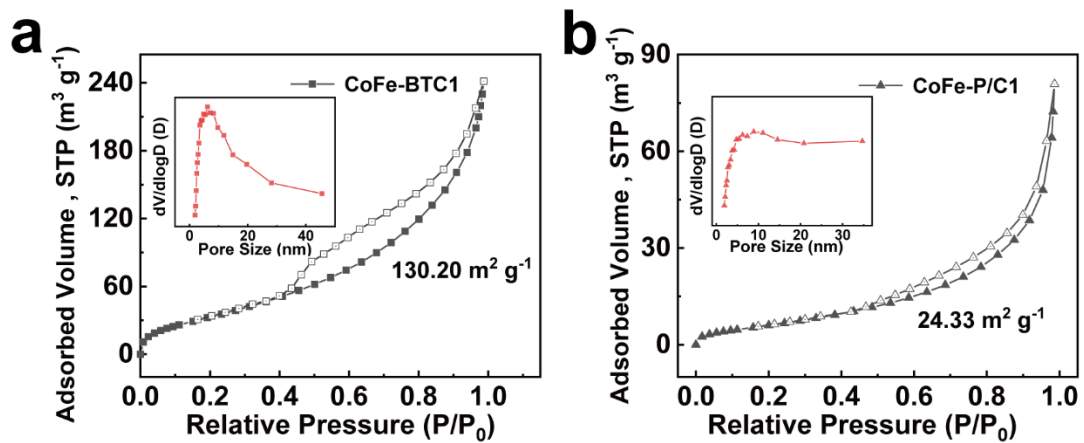 a
Adsorbed Volume , STP (m³ g⁻¹)
240
180
120
60
0
CoFe-BTC1
dV/dlogD (D)
0 20 40
Pore Size (nm)
130.20 m² g⁻¹
0.0 0.2 0.4 0.6 0.8 1.0
Relative Pressure (P/P₀)
b
Adsorbed Volume , STP (m³ g⁻¹)
90
60
30
0
CoFe-P/C1
dV/dlogD (D)
0 10 20 30
Pore Size (nm)
24.33 m² g⁻¹
0.0 0.2 0.4 0.6 0.8 1.0
Relative Pressure (P/P₀)